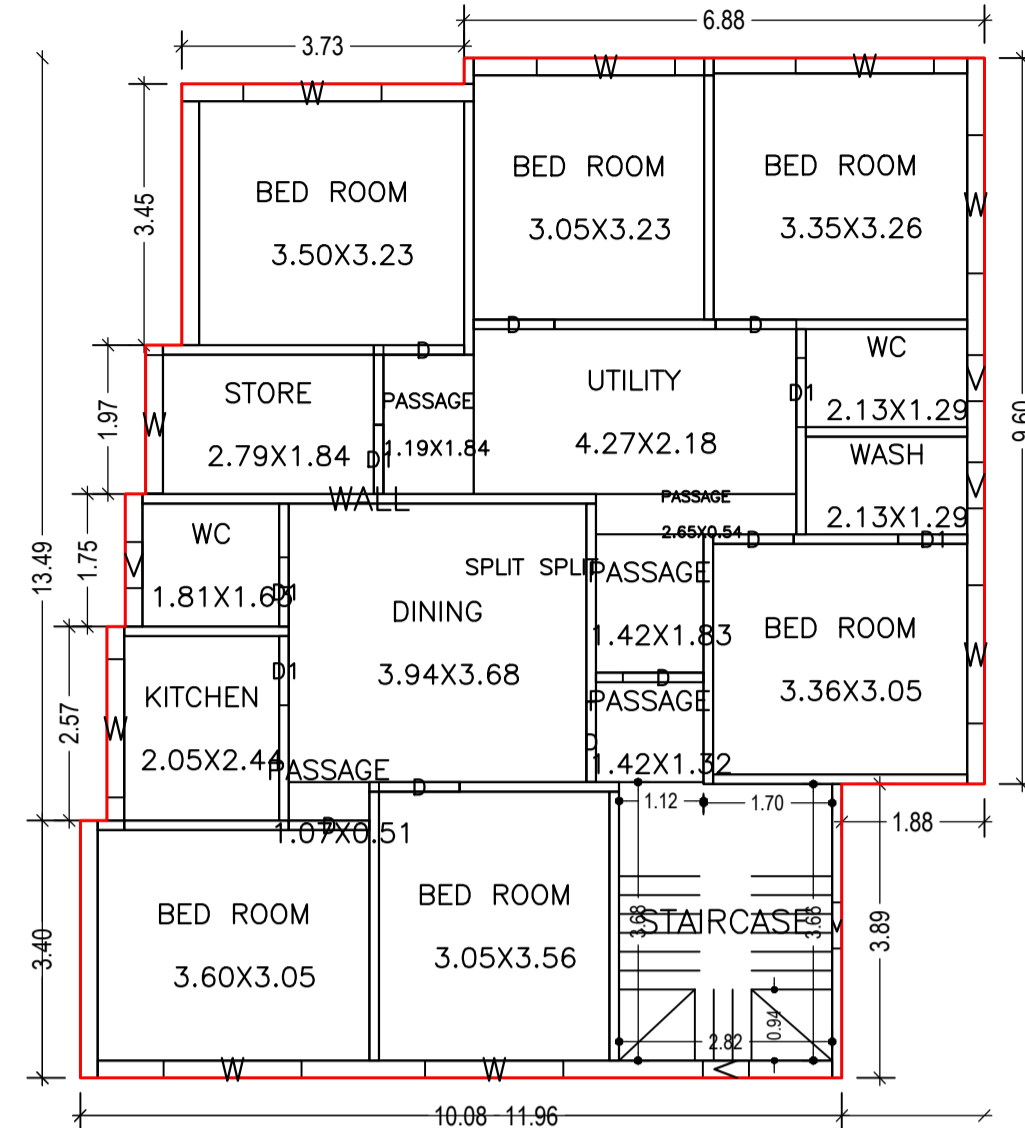 6.88
3.73
W
W
W
BED ROOM
3.50X3.23
BED ROOM
3.05X3.23
BED ROOM
3.35X3.26
W
3.45
9.60
13.49
D
D
D
WC
2.13X1.29
V
D1
UTILITY
4.27X2.18
STORE
2.79X1.84
PASSAGE
1.19X1.84
D1
W
1.97
WASH
2.13X1.29
V
WALL
PASSAGE
2.65X0.54
D
D1
WC
1.81X1.63
D1
V
1.75
SPLIT SPLIT
DINING
3.94X3.68
PASSAGE
1.42X1.83
BED ROOM
3.36X3.05
W
D1
D
KITCHEN
2.05X2.44
W
2.57
PASSAGE
1.42X1.32
D
PASSAGE
1.07X0.51
D
D
1.12
1.70
1.88
BED ROOM
3.60X3.05
BED ROOM
3.05X3.56
STAIRCASE
3.68
3.66
V
3.89
3.40
0.94
2.82
W
W
V
10.08
11.96